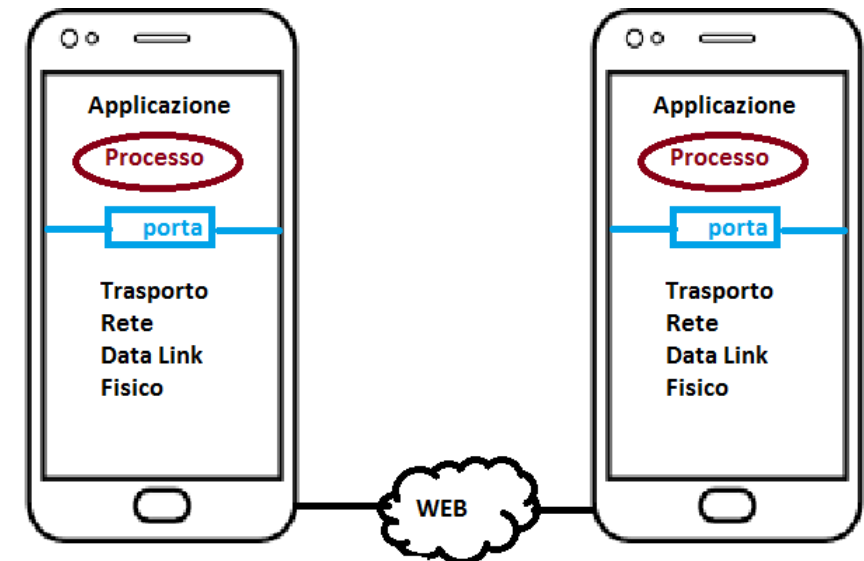 Applicazione
Processo
porta
Trasporto
Rete
Data Link
Fisico
WEB
Applicazione
Processo
porta
Trasporto
Rete
Data Link
Fisico